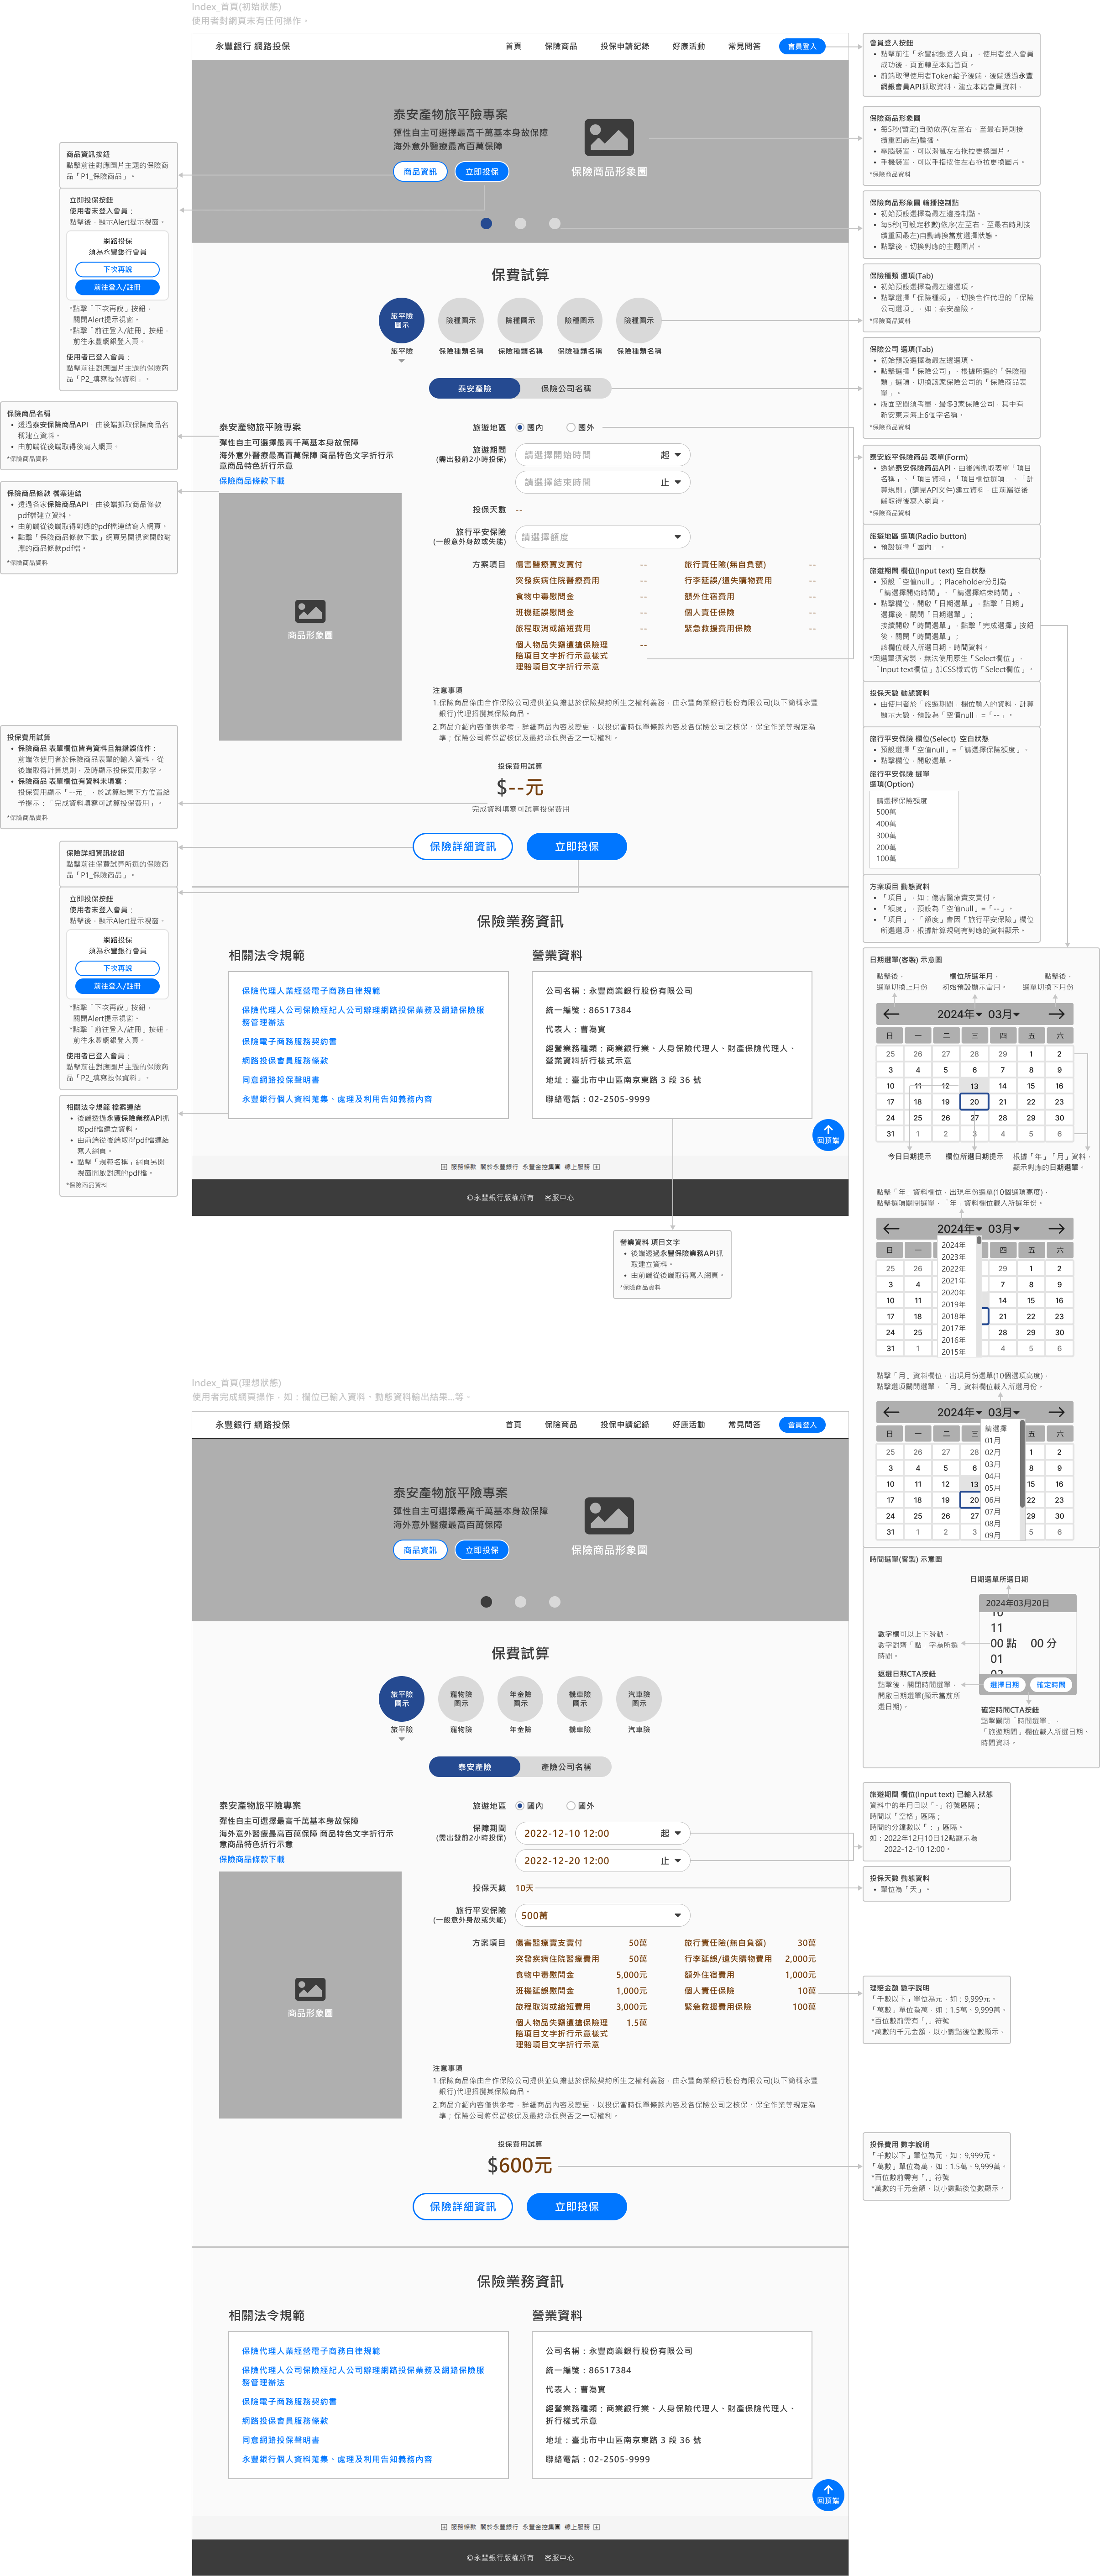 Index_首頁(初始狀態)
使用者對網頁未有任何操作。
永豐銀行 網路投保
首頁 保險商品 投保申請紀錄 好康活動 常見問答 會員登入
泰安產物旅平險專案
彈性自主可選擇最高千萬基本身故保障
海外意外醫療最高百萬保障
商品資訊 立即投保
保險商品形象圖
保費試算
旅平險
圖示
險種圖示 險種圖示 險種圖示 險種圖示
旅平險 保險種類名稱 保險種類名稱 保險種類名稱 保險種類名稱
泰安產險 保險公司名稱
泰安產物旅平險專案
彈性自主可選擇最高千萬基本身故保障
海外意外醫療最高百萬保障 商品特色文字折行示
意商品特色折行示意
保險商品條款下載
商品形象圖
旅遊地區 國內 國外
旅遊期間
(需出發前2小時投保)
請選擇開始時間 起
請選擇結束時間 止
投保天數 --
旅行平安保險
(一般意外身故或失能)
請選擇額度
方案項目
傷害醫療實支實付 -- 旅行責任險(無自負額) --
突發疾病住院醫療費用 -- 行李延誤/遺失購物費用 --
食物中毒慰問金 -- 額外住宿費用 --
班機延誤慰問金 -- 個人責任保險 --
旅程取消或縮短費用 -- 緊急救援費用保險 --
個人物品失竊遭搶保險理 --
賠項目文字折行示意樣式
理賠項目文字折行示意
注意事項
1.保險商品係由合作保險公司提供並負擔基於保險契約所生之權利義務，由永豐商業銀行股份有限公司(以下簡稱永豐
銀行)代理招攬其保險商品。
2.商品介紹內容僅供參考，詳細商品內容及變更，以投保當時保單條款內容及各保險公司之核保、保全作業等規定為
準；保險公司將保留核保及最終承保與否之一切權利。
投保費用試算
$--元
完成資料填寫可試算投保費用
保險詳細資訊 立即投保
保險業務資訊
相關法令規範
保險代理人業經營電子商務自律規範
保險代理人公司保險經紀人公司辦理網路投保業務及網路保險服
務管理辦法
保險電子商務服務契約書
網路投保會員服務條款
同意網路投保聲明書
永豐銀行個人資料蒐集、處理及利用告知義務內容
營業資料
公司名稱：永豐商業銀行股份有限公司
統一編號：86517384
代表人：曹為實
經營業務種類：商業銀行業、人身保險代理人、財產保險代理人、
營業資料折行樣式示意
地址：臺北市中山區南京東路 3 段 36 號
聯絡電話：02-2505-9999
回頂端
服務條款 關於永豐銀行 永豐金控集團 線上服務
©永豐銀行版權所有 客服中心
商品資訊按鈕
點擊前往對應圖片主題的保險商
品「P1_保險商品」。
立即投保按鈕
使用者未登入會員：
點擊後，顯示Alert提示視窗。
網路投保
須為永豐銀行會員
下次再說
前往登入/註冊
*點擊「下次再說」按鈕，
關閉Alert提示視窗。
*點擊「前往登入/註冊」按鈕，
前往永豐網銀登入頁。
使用者已登入會員：
點擊前往對應圖片主題的保險商
品「P2_填寫投保資料」。
保險商品名稱
• 透過泰安保險商品API，由後端抓取保險商品名
稱建立資料。
• 由前端從後端取得後寫入網頁。
*保險商品資料
保險商品條款 檔案連結
• 透過各家保險商品API，由後端抓取商品條款
pdf檔建立資料。
• 由前端從後端取得對應的pdf檔連結寫入網頁。
• 點擊「保險商品條款下載」網頁另開視窗開啟對
應的商品條款pdf檔。
*保險商品資料
投保費用試算
• 保險商品 表單欄位皆有資料且無錯誤條件：
前端依使用者於保險商品表單的輸入資料，從
後端取得計算規則，及時顯示投保費用數字。
• 保險商品 表單欄位有資料未填寫：
投保費用顯示「--元」，於試算結果下方位置給
予提示：「完成資料填寫可試算投保費用」。
*保險商品資料
保險詳細資訊按鈕
點擊前往保費試算所選的保險商
品「P1_保險商品」。
立即投保按鈕
使用者未登入會員：
點擊後，顯示Alert提示視窗。
網路投保
須為永豐銀行會員
下次再說
前往登入/註冊
*點擊「下次再說」按鈕，
關閉Alert提示視窗。
*點擊「前往登入/註冊」按鈕，
前往永豐網銀登入頁。
使用者已登入會員：
點擊前往對應圖片主題的保險商
品「P2_填寫投保資料」。
相關法令規範 檔案連結
• 後端透過永豐保險業務API抓
取pdf檔建立資料。
• 由前端從後端取得pdf檔連結
寫入網頁。
• 點擊「規範名稱」網頁另開
視窗開啟對應的pdf檔。
*保險商品資料
營業資料 項目文字
• 後端透過永豐保險業務API抓
取建立資料。
• 由前端從後端取得寫入網頁。
*保險商品資料
會員登入按鈕
• 點擊前往「永豐網銀登入頁」，使用者登入會員
成功後，頁面轉至本站首頁。
• 前端取得使用者Token給予後端，後端透過永豐
網銀會員API抓取資料，建立本站會員資料。
保險商品形象圖
• 每5秒(暫定)自動依序(左至右，至最右時則接
續重回最左)輪播。
• 電腦裝置，可以滑鼠左右拖拉更換圖片。
• 手機裝置，可以手指按住左右拖拉更換圖片。
*保險商品資料
保險商品形象圖 輪播控制點
• 初始預設選擇為最左邊控制點。
• 每5秒(可設定秒數)依序(左至右，至最右時則接
續重回最左)自動轉換當前選擇狀態。
• 點擊後，切換對應的主題圖片。
保險種類 選項(Tab)
• 初始預設選擇為最左邊選項。
• 點擊選擇「保險種類」，切換合作代理的「保險
公司選項」，如：泰安產險。
*保險商品資料
保險公司 選項(Tab)
• 初始預設選擇為最左邊選項。
• 點擊選擇「保險公司」，根據所選的「保險種
類」選項，切換該家保險公司的「保險商品表
單」。
• 版面空間須考量，最多3家保險公司，其中有
新安東京海上6個字名稱。
*保險商品資料
泰安旅平保險商品 表單(Form)
• 透過泰安保險商品API，由後端抓取表單「項目
名稱」、「項目資料」「項目欄位選項」、「計
算規則」(請見API文件)建立資料，由前端從後
端取得後寫入網頁。
*保險商品資料
旅遊地區 選項(Radio button)
• 預設選擇「國內」。
旅遊期間 欄位(Input text) 空白狀態
• 預設「空值null」；Placeholder分別為
「請選擇開始時間」、「請選擇結束時間」。
• 點擊欄位，開啟「日期選單」，點擊「日期」
選擇後，關閉「日期選單」；
接續開啟「時間選單」，點擊「完成選擇」按鈕
後，關閉「時間選單」；
該欄位載入所選日期、時間資料。
*因選單須客製，無法使用原生「Select欄位」，
「Input text欄位」加CSS樣式仿「Select欄位」。
投保天數 動態資料
• 由使用者於「旅遊期間」欄位輸入的資料，計算
顯示天數，預設為「空值null」=「--」。
旅行平安保險 欄位(Select) 空白狀態
• 預設選擇「空值null」=「請選擇保險額度」。
• 點擊欄位，開啟選單。
旅行平安保險 選單
選項(Option)
請選擇保險額度
500萬
400萬
300萬
200萬
100萬
方案項目 動態資料
• 「項目」，如：傷害醫療實支實付。
• 「額度」，預設為「空值null」=「--」。
• 「項目」、「額度」會因「旅行平安保險」欄位
所選選項，根據計算規則有對應的資料顯示。
日期選單(客製) 示意圖
點擊後，
選單切換上月份
欄位所選年月，
初始預設顯示當月。
點擊後，
選單切換下月份
2024年 03月
日 一 二 三 四 五 六
25 26 27 28 29 1 2
3 4 5 6 7 8 9
10 11 12 13 14 15 16
17 18 19 20 21 22 23
24 25 26 27 28 29 30
31 1 2 3 4 5 6
今日日期提示
欄位所選日期提示
根據「年」「月」資料，
顯示對應的日期選單。
點擊「年」資料欄位，出現年份選單(10個選項高度)，
點擊選項關閉選單，「年」資料欄位載入所選年份。
2024年 03月
日 一 四 五 六
25 26 29 1 2
3 4 7 8 9
10 11 14 15 16
17 18 21 22 23
24 25 28 29 30
31 1 4 5 6
2024年
2023年
2022年
2021年
2020年
2019年
2018年
2017年
2016年
2015年
點擊「月」資料欄位，出現月份選單(10個選項高度)，
點擊選項關閉選單，「月」資料欄位載入所選月份。
2024年 03月
日 一 二 三 五 六
25 26 27 28 1 2
3 4 5 6 8 9
10 11 12 13 15 16
17 18 19 20 22 23
24 25 26 27 29 30
31 1 2 3 5 6
請選擇
01月
02月
03月
04月
05月
06月
07月
08月
09月
時間選單(客製) 示意圖
日期選單所選日期
2024年03月20日
10
11
00 點 00 分
01
02
選擇日期 確定時間
數字欄可以上下滑動，
數字對齊「點」字為所選
時間。
返選日期CTA按鈕
點擊後，關閉時間選單，
開啟日期選單(顯示當前所
選日期)。
確定時間CTA按鈕
點擊關閉「時間選單」，
「旅遊期間」欄位載入所選日期、
時間資料。
Index_首頁(理想狀態)
使用者完成網頁操作，如：欄位已輸入資料、動態資料輸出結果...等。
永豐銀行 網路投保
首頁 保險商品 投保申請紀錄 好康活動 常見問答 會員登入
泰安產物旅平險專案
彈性自主可選擇最高千萬基本身故保障
海外意外醫療最高百萬保障
商品資訊 立即投保
保險商品形象圖
保費試算
旅平險 寵物險 年金險 機車險 汽車險
圖示 圖示 圖示 圖示 圖示
旅平險 寵物險 年金險 機車險 汽車險
泰安產險 產險公司名稱
泰安產物旅平險專案
彈性自主可選擇最高千萬基本身故保障
海外意外醫療最高百萬保障 商品特色文字折行示
意商品特色折行示意
保險商品條款下載
商品形象圖
旅遊地區 國內 國外
保障期間
(需出發前2小時投保)
2022-12-10 12:00 起
2022-12-20 12:00 止
投保天數 10天
旅行平安保險
(一般意外身故或失能)
500萬
方案項目
傷害醫療實支實付 50萬 旅行責任險(無自負額) 30萬
突發疾病住院醫療費用 50萬 行李延誤/遺失購物費用 2,000元
食物中毒慰問金 5,000元 額外住宿費用 1,000元
班機延誤慰問金 1,000元 個人責任保險 10萬
旅程取消或縮短費用 3,000元 緊急救援費用保險 100萬
個人物品失竊遭搶保險理 1.5萬
賠項目文字折行示意樣式
理賠項目文字折行示意
注意事項
1.保險商品係由合作保險公司提供並負擔基於保險契約所生之權利義務，由永豐商業銀行股份有限公司(以下簡稱永豐
銀行)代理招攬其保險商品。
2.商品介紹內容僅供參考，詳細商品內容及變更，以投保當時保單條款內容及各保險公司之核保、保全作業等規定為
準；保險公司將保留核保及最終承保與否之一切權利。
投保費用試算
$600元
保險詳細資訊 立即投保
旅遊期間 欄位(Input text) 已輸入狀態
資料中的年月日以「-」符號區隔；
時間以「空格」區隔；
時間的分鐘數以「：」區隔。
如：2022年12月10日12點顯示為
2022-12-10 12:00。
投保天數 動態資料
• 單位為「天」。
理賠金額 數字說明
「千數以下」單位為元，如：9,999元。
「萬數」單位為萬，如：1.5萬、9,999萬。
*百位數前需有「,」符號
*萬數的千元金額，以小數點後位數顯示。
投保費用 數字說明
「千數以下」單位為元，如：9,999元。
「萬數」單位為萬，如：1.5萬、9,999萬。
*百位數前需有「,」符號
*萬數的千元金額，以小數點後位數顯示。
保險業務資訊
相關法令規範
保險代理人業經營電子商務自律規範
保險代理人公司保險經紀人公司辦理網路投保業務及網路保險服
務管理辦法
保險電子商務服務契約書
網路投保會員服務條款
同意網路投保聲明書
永豐銀行個人資料蒐集、處理及利用告知義務內容
營業資料
公司名稱：永豐商業銀行股份有限公司
統一編號：86517384
代表人：曹為實
經營業務種類：商業銀行業、人身保險代理人、財產保險代理人、
折行樣式示意
地址：臺北市中山區南京東路 3 段 36 號
聯絡電話：02-2505-9999
回頂端
服務條款 關於永豐銀行 永豐金控集團 線上服務
©永豐銀行版權所有 客服中心